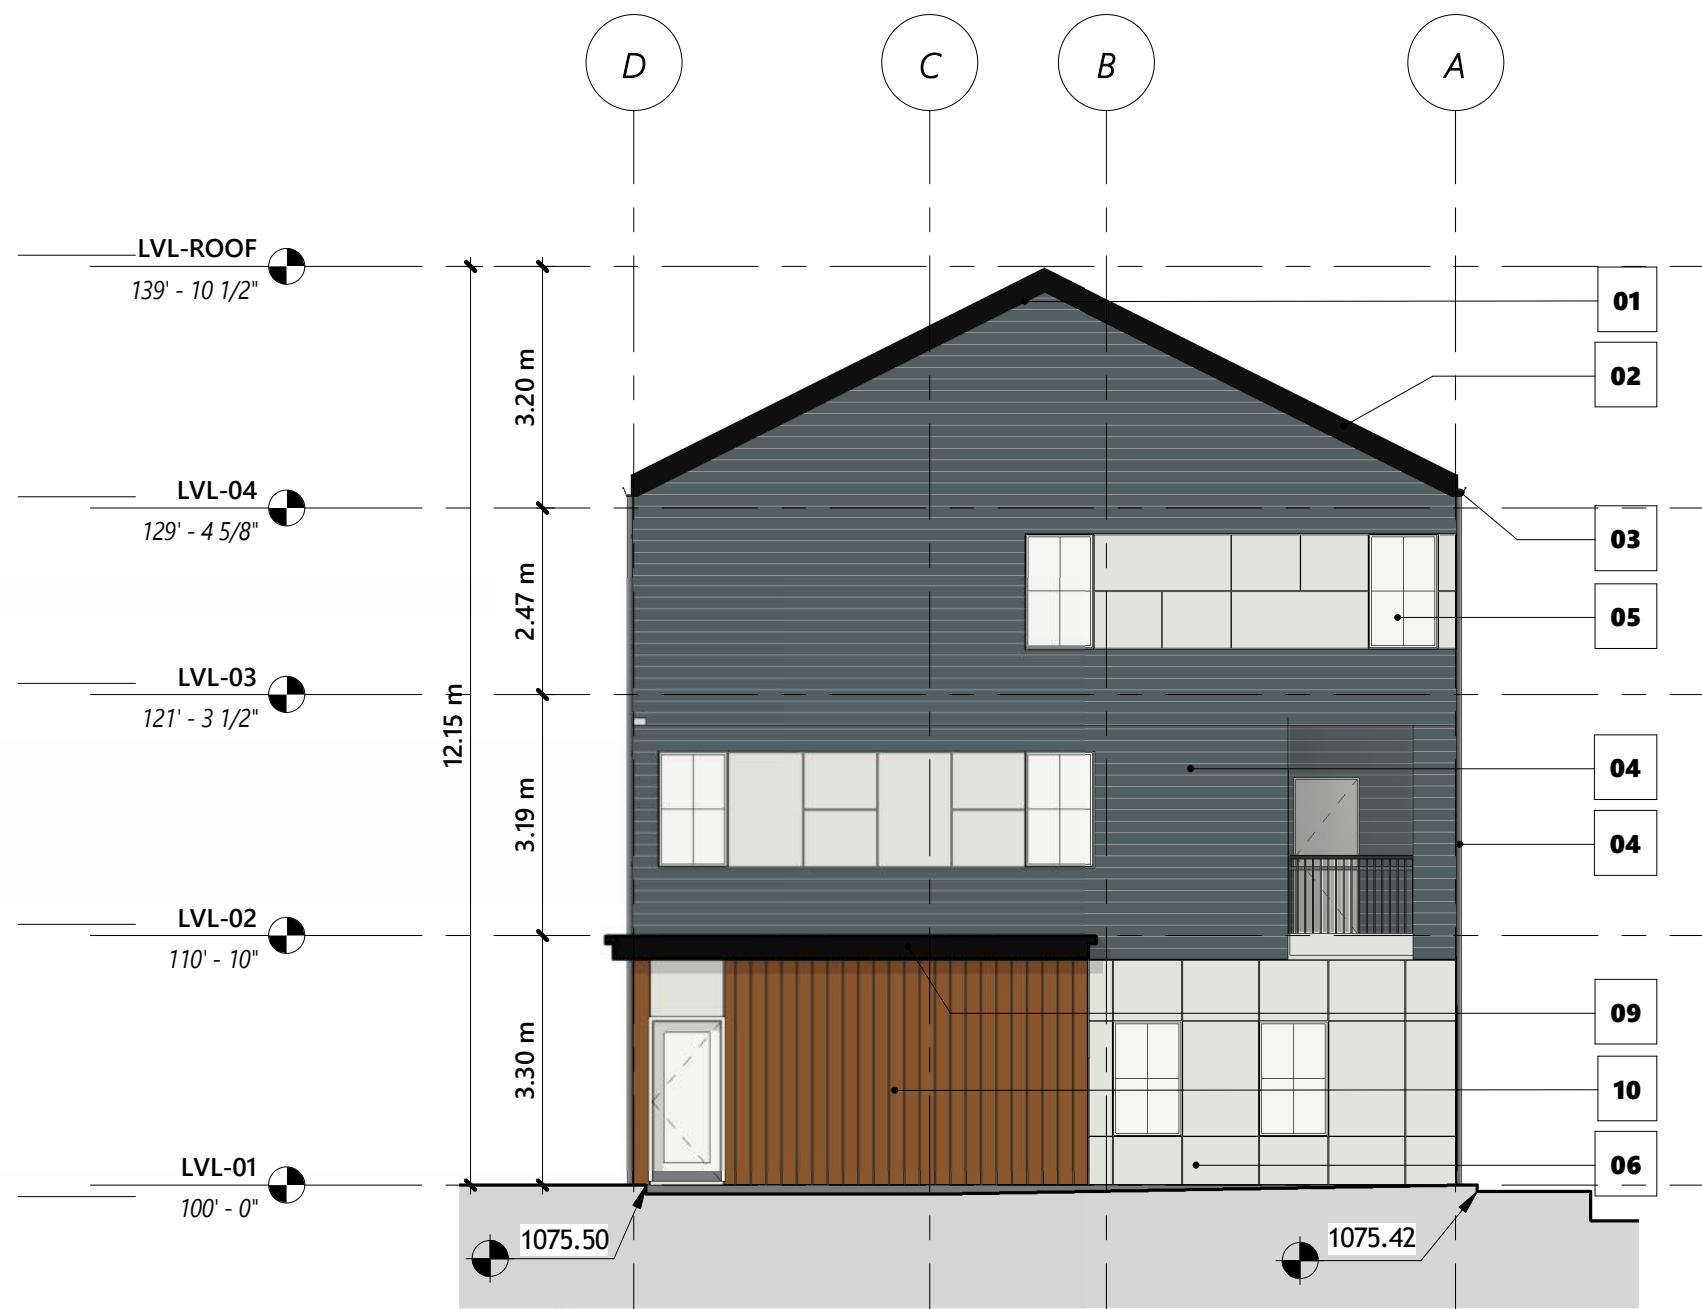 D C B A
LVL-ROOF
139' - 10 1/2"
01
3.20 m
02
LVL-04
129' - 4 5/8"
03
2.47 m
05
LVL-03
121' - 3 1/2"
12.15 m
04
3.19 m
04
LVL-02
110' - 10"
09
3.30 m
10
LVL-01
100' - 0"
06
1075.50
1075.42